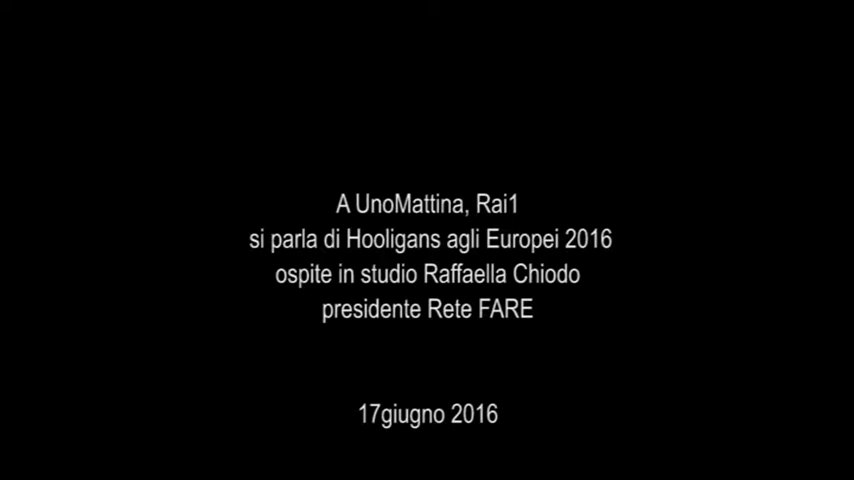 A UnoMattina, Rai1
si parla di Hooligans agli Europei 2016
ospite in studio Raffaella Chiodo
presidente Rete FARE
17giugno 2016